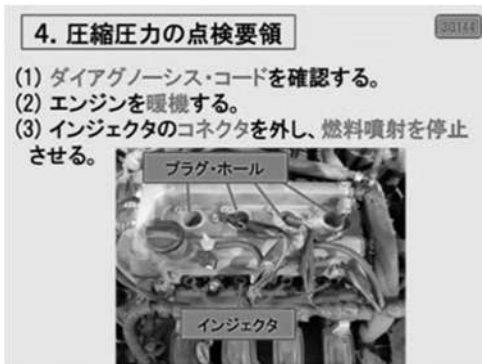 4. 圧縮圧力の点検要領
30144
(1) ダイアグノーシス・コードを確認する。
(2) エンジンを暖機する。
(3) インジェクタのコネクタを外し、燃料噴射を停止
させる。
プラグ・ホール
インジェクタ